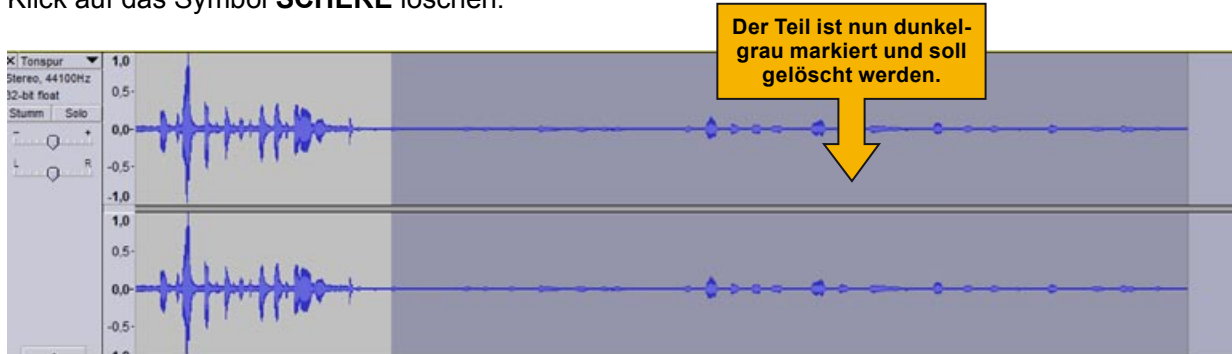 Klick auf das Symbol SCHERE löschen.
Der Teil ist nun dunkel-
grau markiert und soll
gelöscht werden.
X Tonspur
Stereo, 44100Hz
32-bit float
Stumm Solo
- +
L R
1,0
0,5-
0,0-
-0,5-
-1,0
1,0
0,5-
0,0-
-0,5-
-1,0